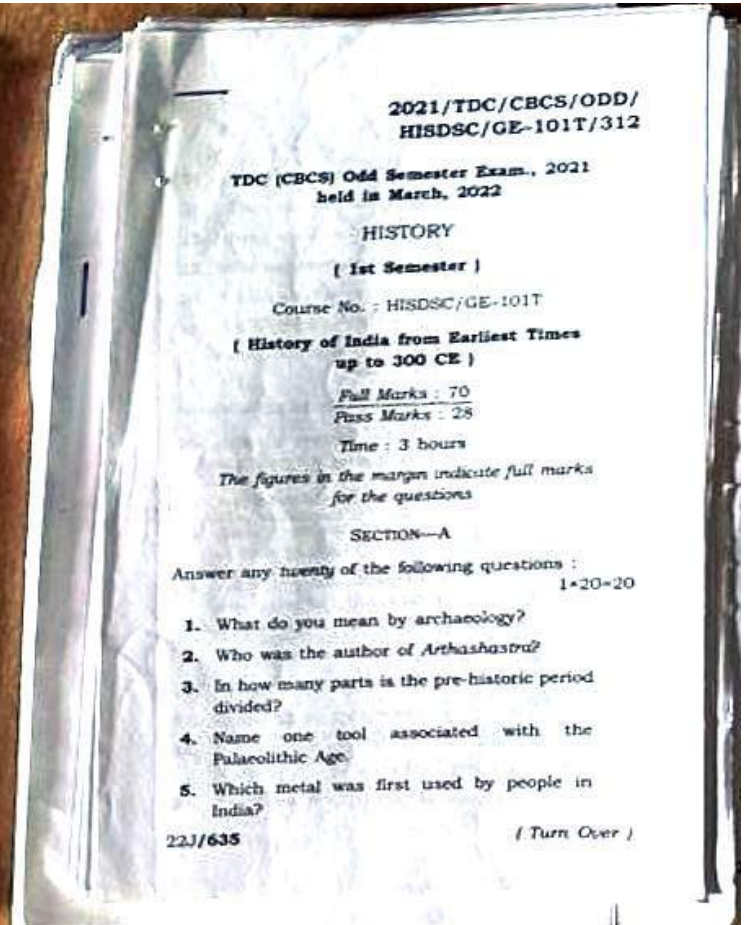 2021/TDC/CBCS/ODD/
HISDSC/GE-101T/312
TDC (CBCS) Odd Semester Exam., 2021
held in March, 2022
HISTORY
( 1st Semester )
Course No. : HISDSC/GE-101T
( History of India from Earliest Times
up to 300 CE )
Full Marks : 70
Pass Marks : 28
Time : 3 hours
The figures in the margin indicate full marks
for the questions
SECTION—A
Answer any twenty of the following questions :
1×20=20
1. What do you mean by archaeology?
2. Who was the author of Arthashastra?
3. In how many parts is the pre-historic period
divided?
4. Name one tool associated with the
Palaeolithic Age.
5. Which metal was first used by people in
India?
22J/635
( Turn Over )